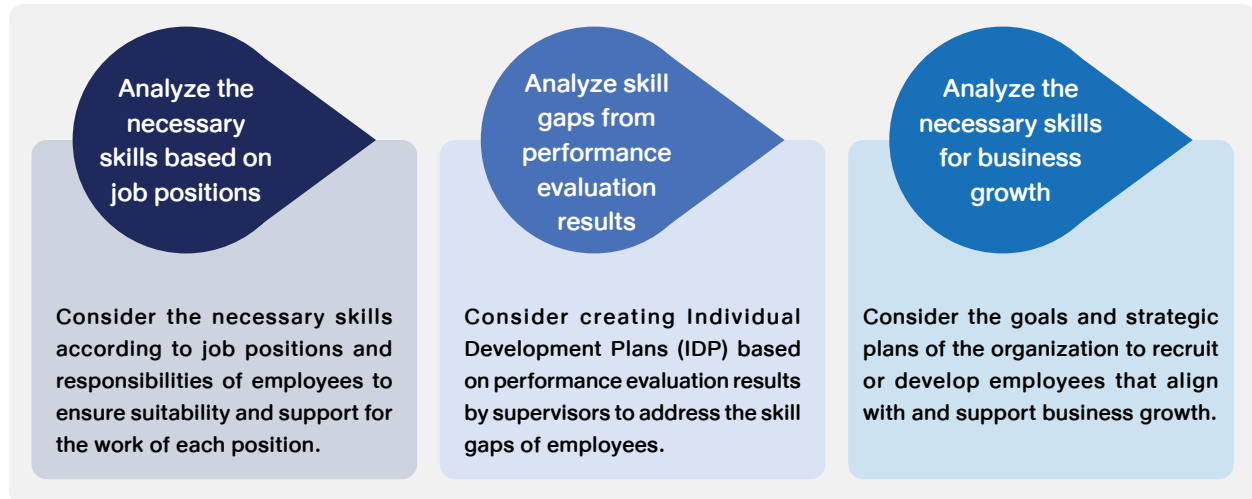 Analyze the
necessary
skills based on
job positions
Consider the necessary skills
according to job positions and
responsibilities of employees to
ensure suitability and support for
the work of each position.
Analyze skill
gaps from
performance
evaluation
results
Consider creating Individual
Development Plans (IDP) based
on performance evaluation results
by supervisors to address the skill
gaps of employees.
Analyze the
necessary skills
for business
growth
Consider the goals and strategic
plans of the organization to recruit
or develop employees that align
with and support business growth.